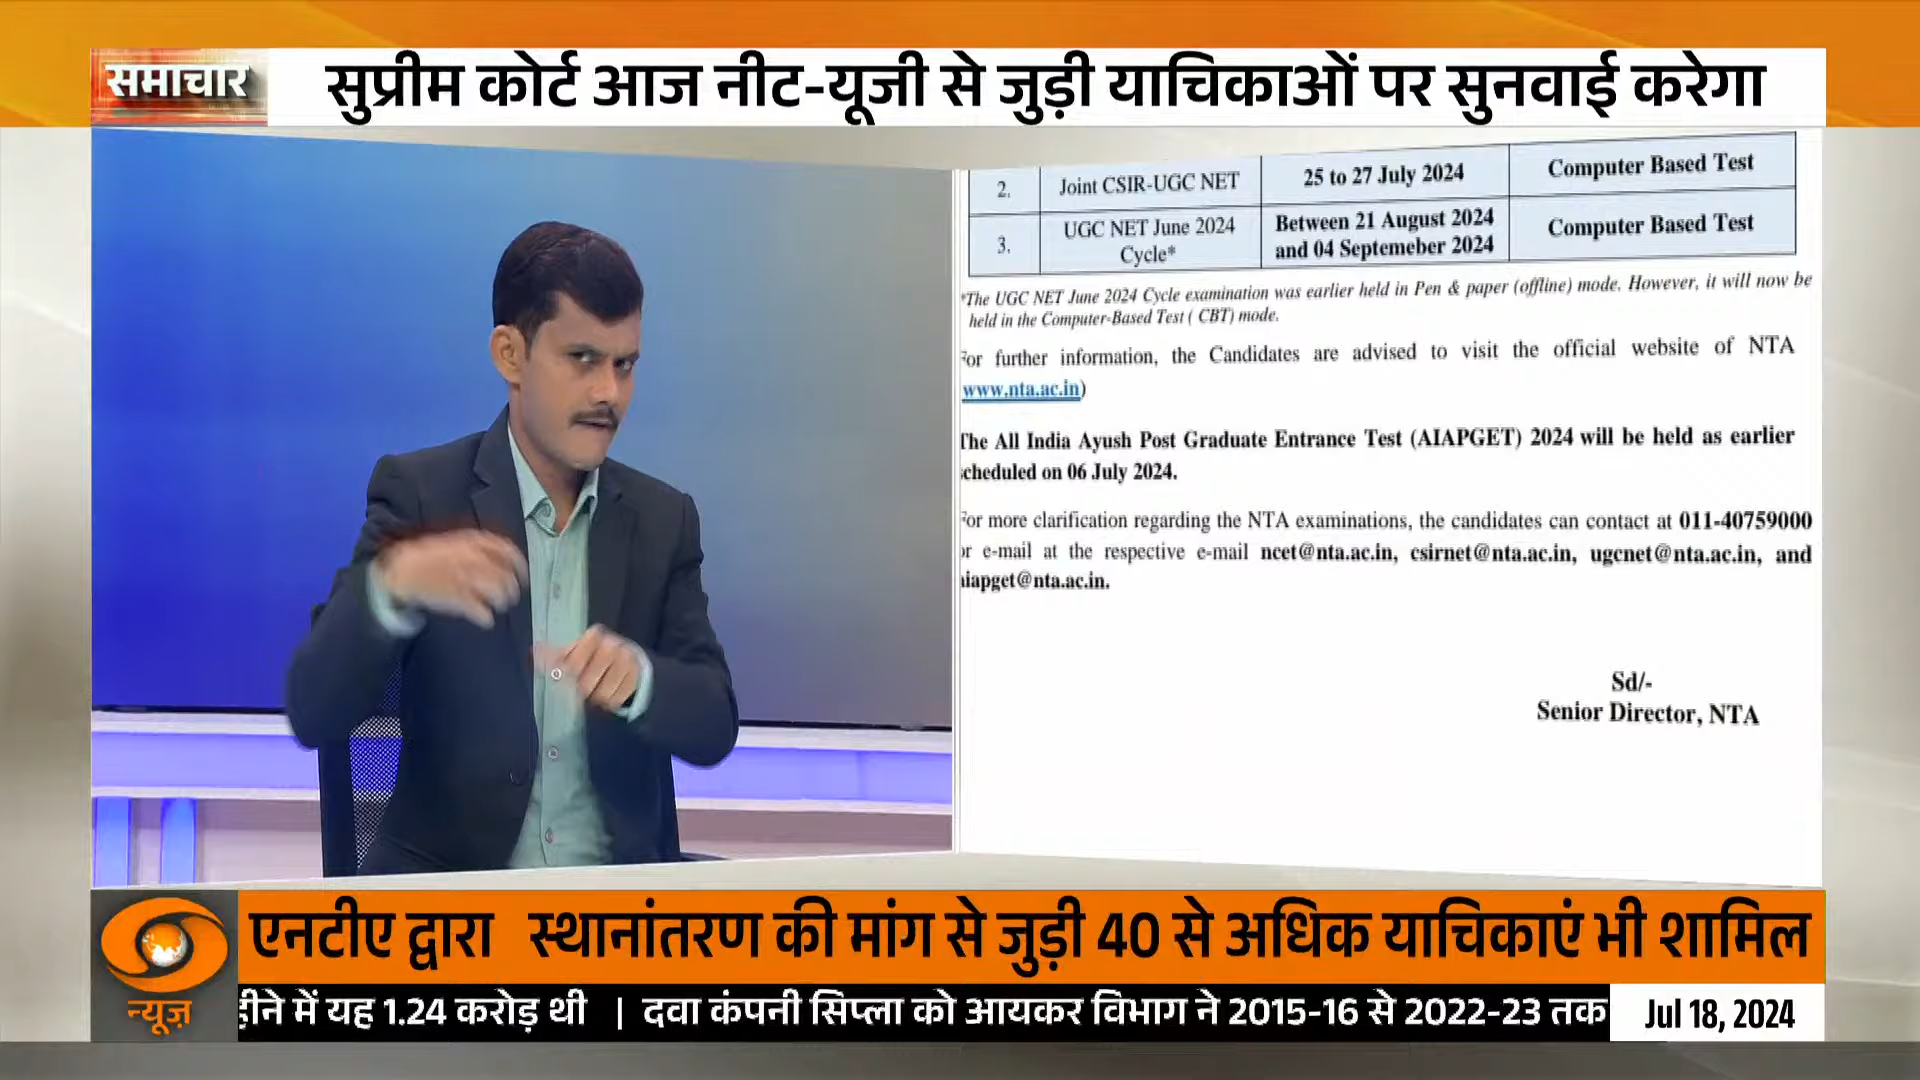 समाचार
सुप्रीम कोर्ट आज नीट-यूजी से जुड़ी याचिकाओं पर सुनवाई करेगा
2. Joint CSIR-UGC NET 25 to 27 July 2024 Computer Based Test
3. UGC NET June 2024 Cycle* Between 21 August 2024 and 04 Septemeber 2024 Computer Based Test
*The UGC NET June 2024 Cycle examination was earlier held in Pen & paper (offline) mode. However, it will now be
held in the Computer-Based Test ( CBT) mode.
For further information, the Candidates are advised to visit the official website of NTA
www.nta.ac.in)
The All India Ayush Post Graduate Entrance Test (AIAPGET) 2024 will be held as earlier
cheduled on 06 July 2024.
For more clarification regarding the NTA examinations, the candidates can contact at 011-40759000
or e-mail at the respective e-mail ncet@nta.ac.in, csirnet@nta.ac.in, ugcnet@nta.ac.in, and
aiapget@nta.ac.in.
Sd/-
Senior Director, NTA
एनटीए द्वारा स्थानांतरण की मांग से जुड़ी 40 से अधिक याचिकाएं भी शामिल
न्यूज़
में यह 1.24 करोड़ थी | दवा कंपनी सिप्ला को आयकर विभाग ने 2015-16 से 2022-23 तक
Jul 18, 2024